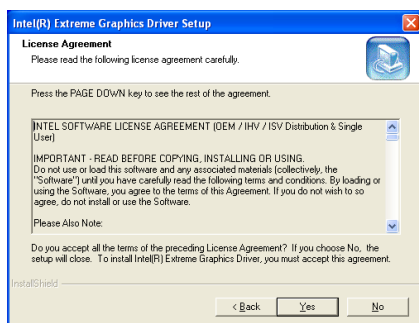 Intel(R) Extreme Graphics Driver Setup
License Agreement
Please read the following license agreement carefully.
Press the PAGE DOWN key to see the rest of the agreement.
INTEL SOFTWARE LICENSE AGREEMENT (OEM / IHV / ISV Distribution & Single
User)
IMPORTANT - READ BEFORE COPYING, INSTALLING OR USING.
Do not use or load this software and any associated materials (collectively, the
"Software") until you have carefully read the following terms and conditions. By loading or
using the Software, you agree to the terms of this Agreement. If you do not wish to so
agree, do not install or use the Software.
Please Also Note:
Do you accept all the terms of the preceding License Agreement? If you choose No, the
setup will close. To install Intel(R) Extreme Graphics Driver, you must accept this agreement.
InstallShield
< Back Yes No